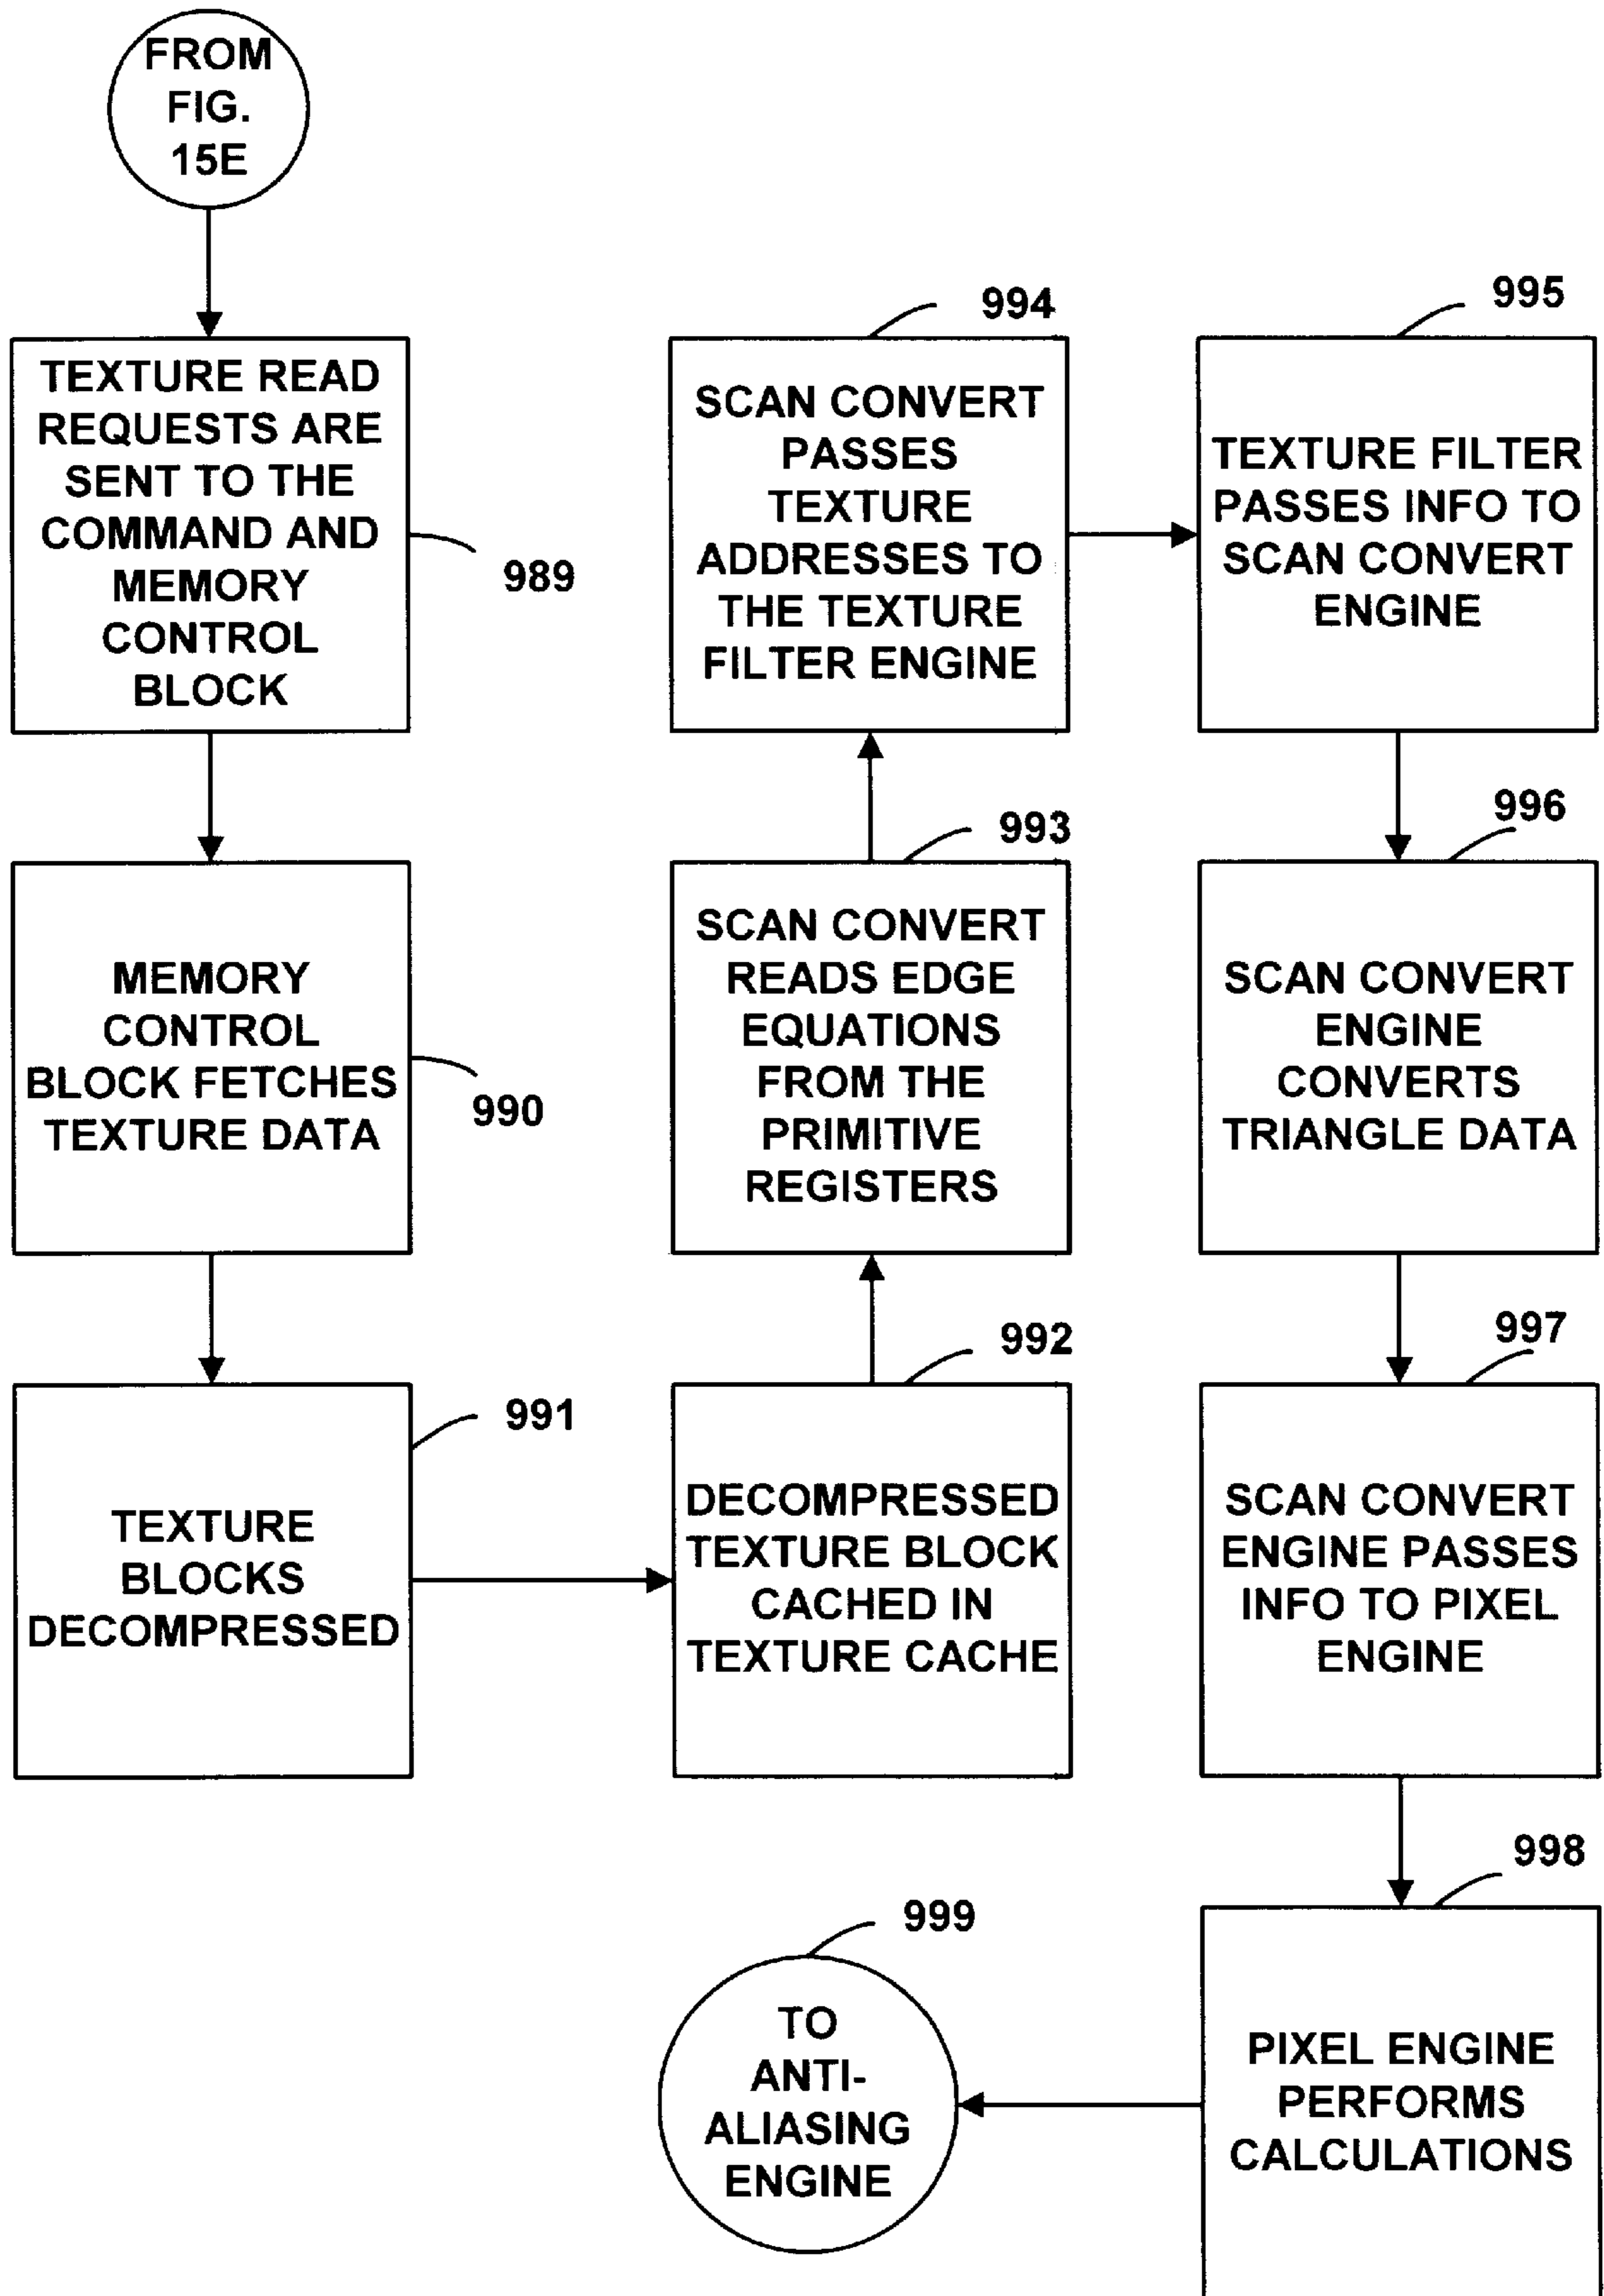 FROM
FIG.
15E
TEXTURE READ
REQUESTS ARE
SENT TO THE
COMMAND AND
MEMORY
CONTROL
BLOCK
989
MEMORY
CONTROL
BLOCK FETCHES
TEXTURE DATA
990
TEXTURE
BLOCKS
DECOMPRESSED
991
DECOMPRESSED
TEXTURE BLOCK
CACHED IN
TEXTURE CACHE
992
SCAN CONVERT
READS EDGE
EQUATIONS
FROM THE
PRIMITIVE
REGISTERS
993
SCAN CONVERT
PASSES
TEXTURE
ADDRESSES TO
THE TEXTURE
FILTER ENGINE
994
TEXTURE FILTER
PASSES INFO TO
SCAN CONVERT
ENGINE
995
SCAN CONVERT
ENGINE
CONVERTS
TRIANGLE DATA
996
SCAN CONVERT
ENGINE PASSES
INFO TO PIXEL
ENGINE
997
PIXEL ENGINE
PERFORMS
CALCULATIONS
998
TO
ANTI-
ALIASING
ENGINE
999